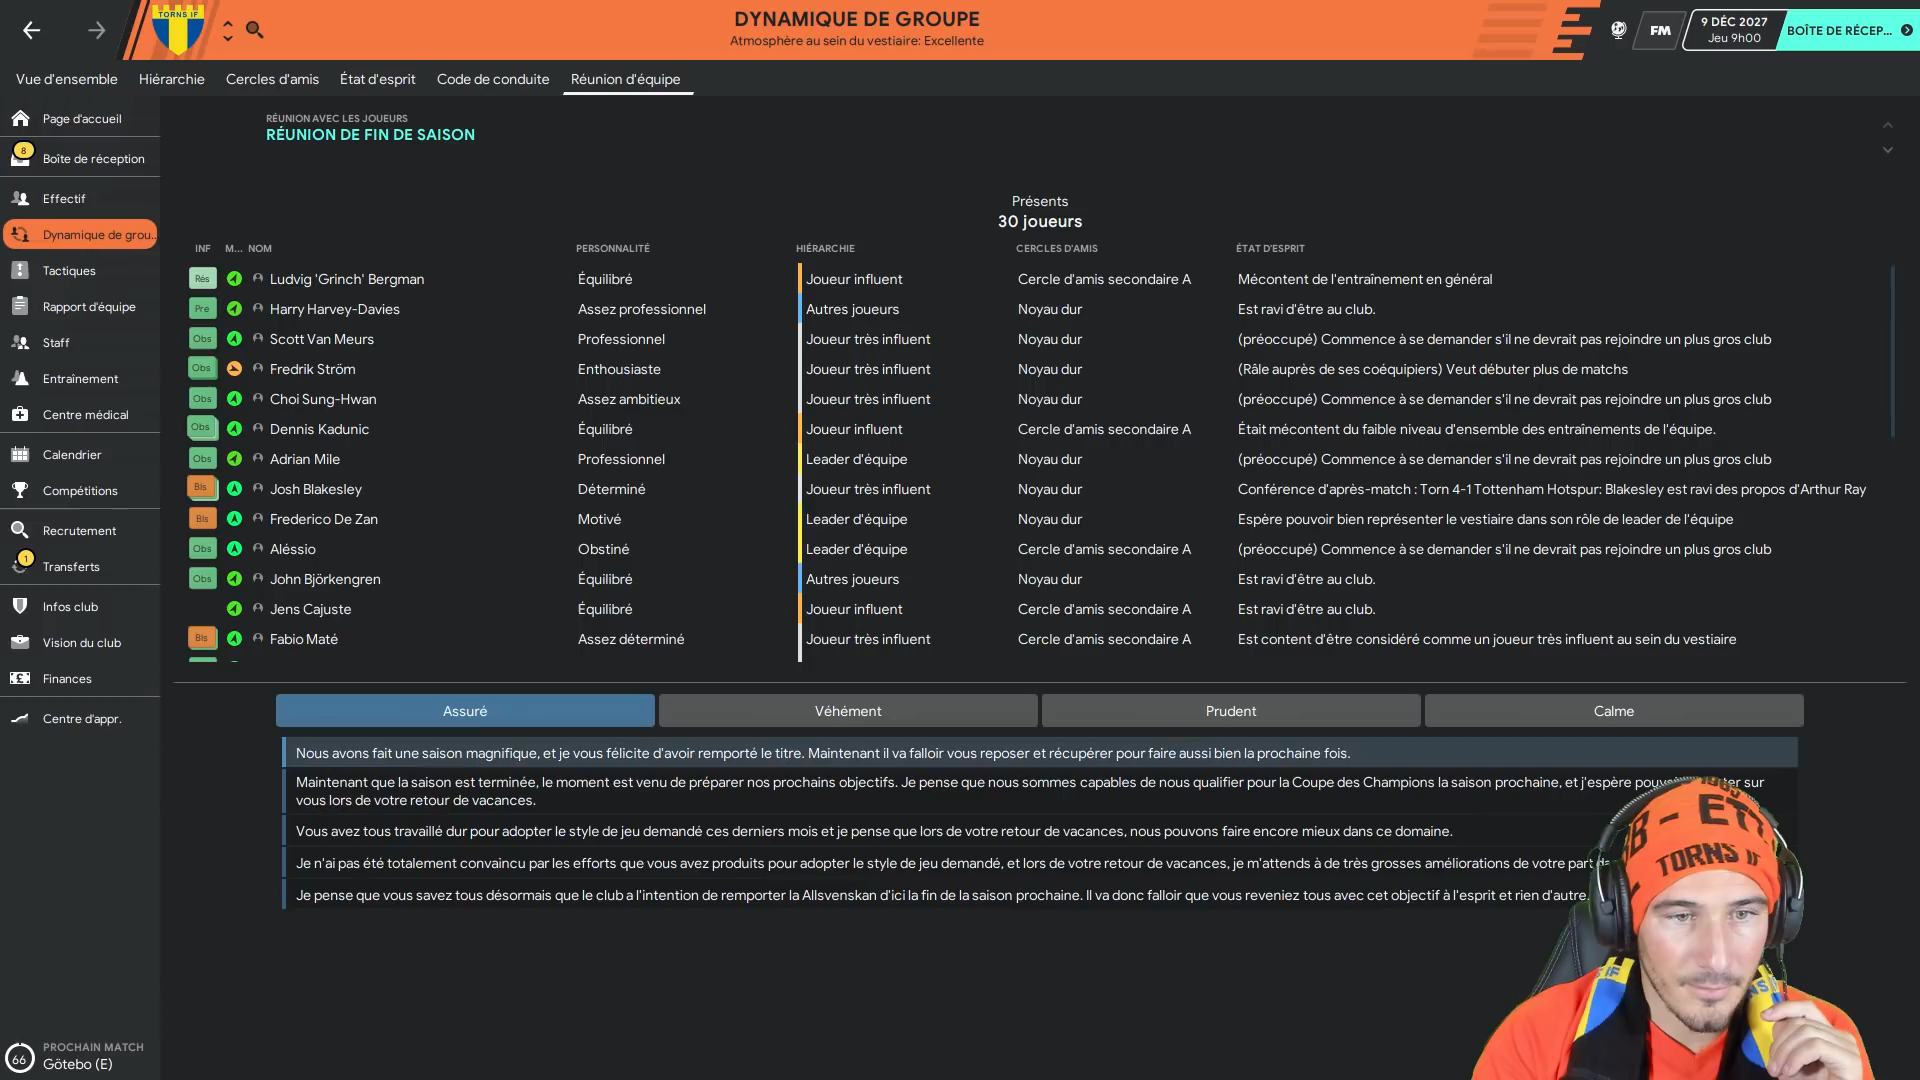 TORNS IF
DYNAMIQUE DE GROUPE
Atmosphère au sein du vestiaire: Excellente
FM
9 DÉC 2027
Jeu 9h00
BOÎTE DE RÉCEP...
Vue d'ensemble
Hiérarchie
Cercles d'amis
État d'esprit
Code de conduite
Réunion d'équipe
Page d'accueil
8
Boîte de réception
Effectif
Dynamique de grou...
Tactiques
Rapport d'équipe
Staff
Entraînement
Centre médical
Calendrier
Compétitions
Recrutement
1
Transferts
Infos club
Vision du club
Finances
Centre d'appr.
66
PROCHAIN MATCH
Götebo (E)
RÉUNION AVEC LES JOUEURS
RÉUNION DE FIN DE SAISON
Présents
30 joueurs
INF M... NOM PERSONNALITÉ HIÉRARCHIE CERCLES D'AMIS ÉTAT D'ESPRIT
Rés Ludvig 'Grinch' Bergman Équilibré Joueur influent Cercle d'amis secondaire A Mécontent de l'entraînement en général
Pre Harry Harvey-Davies Assez professionnel Autres joueurs Noyau dur Est ravi d'être au club.
Obs Scott Van Meurs Professionnel Joueur très influent Noyau dur (préoccupé) Commence à se demander s'il ne devrait pas rejoindre un plus gros club
Obs Fredrik Ström Enthousiaste Joueur très influent Noyau dur (Râle auprès de ses coéquipiers) Veut débuter plus de matchs
Obs Choi Sung-Hwan Assez ambitieux Joueur très influent Noyau dur (préoccupé) Commence à se demander s'il ne devrait pas rejoindre un plus gros club
Obs Dennis Kadunic Équilibré Joueur influent Cercle d'amis secondaire A Était mécontent du faible niveau d'ensemble des entraînements de l'équipe.
Obs Adrian Mile Professionnel Leader d'équipe Noyau dur (préoccupé) Commence à se demander s'il ne devrait pas rejoindre un plus gros club
Bls Josh Blakesley Déterminé Joueur très influent Noyau dur Conférence d'après-match : Torn 4-1 Tottenham Hotspur: Blakesley est ravi des propos d'Arthur Ray
Bls Frederico De Zan Motivé Leader d'équipe Noyau dur Espère pouvoir bien représenter le vestiaire dans son rôle de leader de l'équipe
Obs Aléssio Obstiné Leader d'équipe Cercle d'amis secondaire A (préoccupé) Commence à se demander s'il ne devrait pas rejoindre un plus gros club
Obs John Björkengren Équilibré Autres joueurs Noyau dur Est ravi d'être au club.
Jens Cajuste Équilibré Joueur influent Cercle d'amis secondaire A Est ravi d'être au club.
Bls Fabio Maté Assez déterminé Joueur très influent Cercle d'amis secondaire A Est content d'être considéré comme un joueur très influent au sein du vestiaire
Assuré
Véhément
Prudent
Calme
Nous avons fait une saison magnifique, et je vous félicite d'avoir remporté le titre. Maintenant il va falloir vous reposer et récupérer pour faire aussi bien la prochaine fois.
Maintenant que la saison est terminée, le moment est venu de préparer nos prochains objectifs. Je pense que nous sommes capables de nous qualifier pour la Coupe des Champions la saison prochaine, et j'espère sur
vous lors de votre retour de vacances.
Vous avez tous travaillé dur pour adopter le style de jeu demandé ces derniers mois et je pense que lors de votre retour de vacances, nous pouvons faire encore mieux dans ce domaine.
Je n'ai pas été totalement convaincu par les efforts que vous avez produits pour adopter le style de jeu demandé, et lors de votre retour de vacances, je m'attends à de très grosses améliorations de votre part
Je pense que vous savez tous désormais que le club a l'intention de remporter la Allsvenskan d'ici la fin de la saison prochaine. Il va donc falloir que vous reveniez tous avec cet objectif à l'esprit et rien d'autre.
TORNS IF